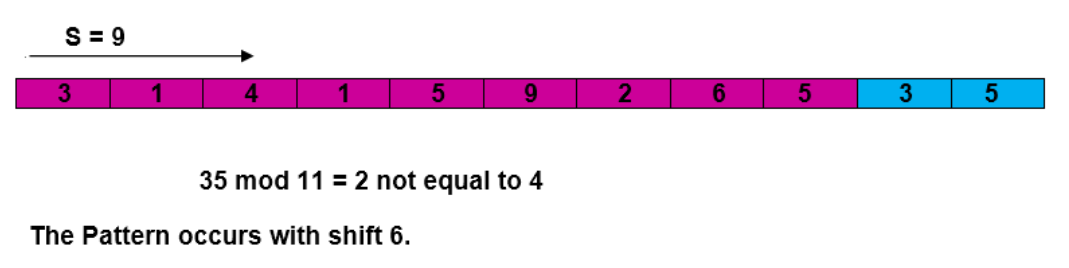 S = 9
3 1 4 1 5 9 2 6 5 3 5
35 mod 11 = 2 not equal to 4
The Pattern occurs with shift 6.